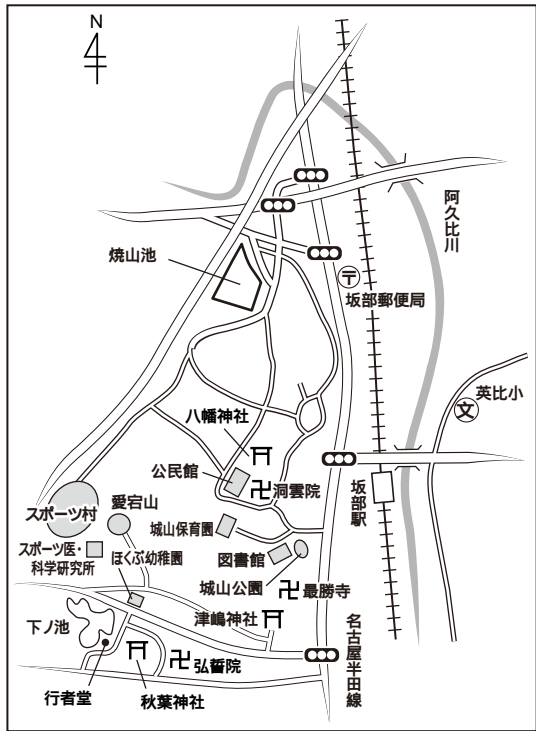 N
阿久比川
焼山池
〒
坂部郵便局
英比小
文
八幡神社
公民館
洞雲院
坂部駅
愛宕山
スポーツ村
城山保育園
スポーツ医・
科学研究所
ほくぶ幼稚園
図書館
城山公園
最勝寺
津嶋神社
下ノ池
名古屋半田線
弘誓院
行者堂
秋葉神社